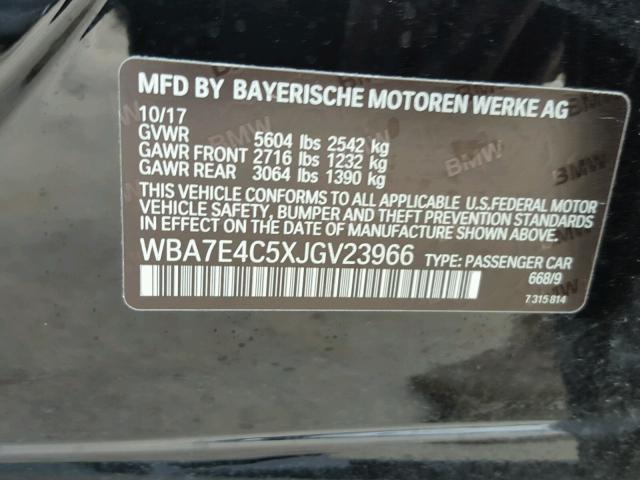 MFD BY BAYERISCHE MOTOREN WERKE AG
10/17
GVWR 5604 lbs 2542 kg
GAWR FRONT 2716 lbs 1232 kg
GAWR REAR 3064 lbs 1390 kg
THIS VEHICLE CONFORMS TO ALL APPLICABLE U.S.FEDERAL MOTOR
VEHICLE SAFETY, BUMPER AND THEFT PREVENTION STANDARDS
IN EFFECT ON THE DATE OF MANUFACTURE SHOWN ABOVE.
WBA7E4C5XJGV23966 TYPE: PASSENGER CAR
668/9
7 315 814
BMW
BMW
BMW